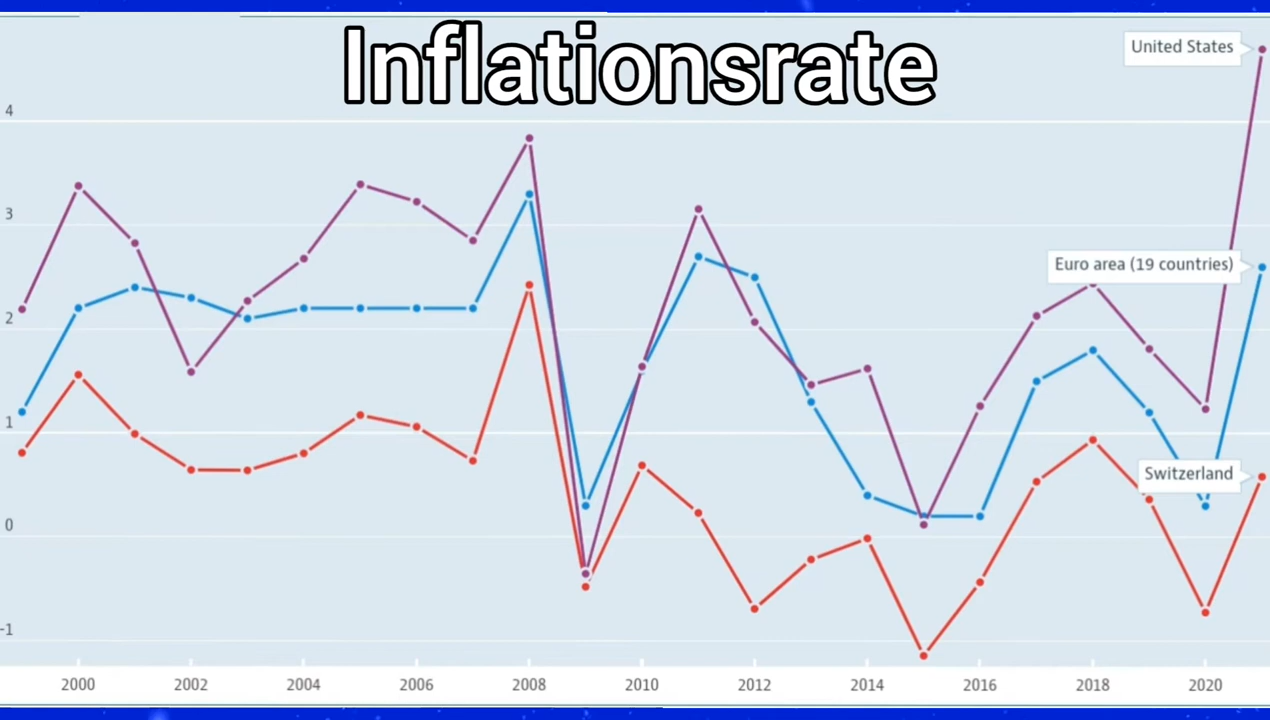 Inflationsrate
United States
4
3
Euro area (19 countries)
2
1
Switzerland
0
-1
2000 2002 2004 2006 2008 2010 2012 2014 2016 2018 2020